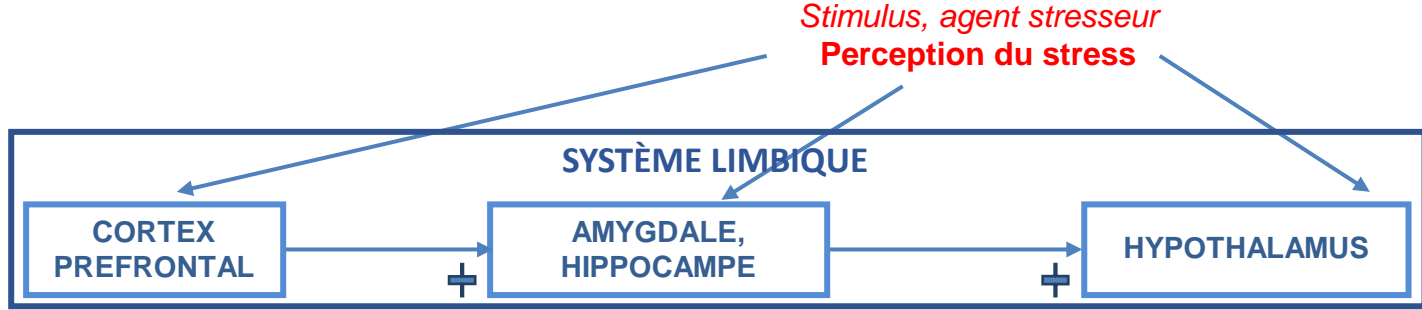 Stimulus, agent stresseur
Perception du stress
SYSTÈME LIMBIQUE
CORTEX
PREFRONTAL
AMYGDALE,
HIPPOCAMPE
HYPOTHALAMUS